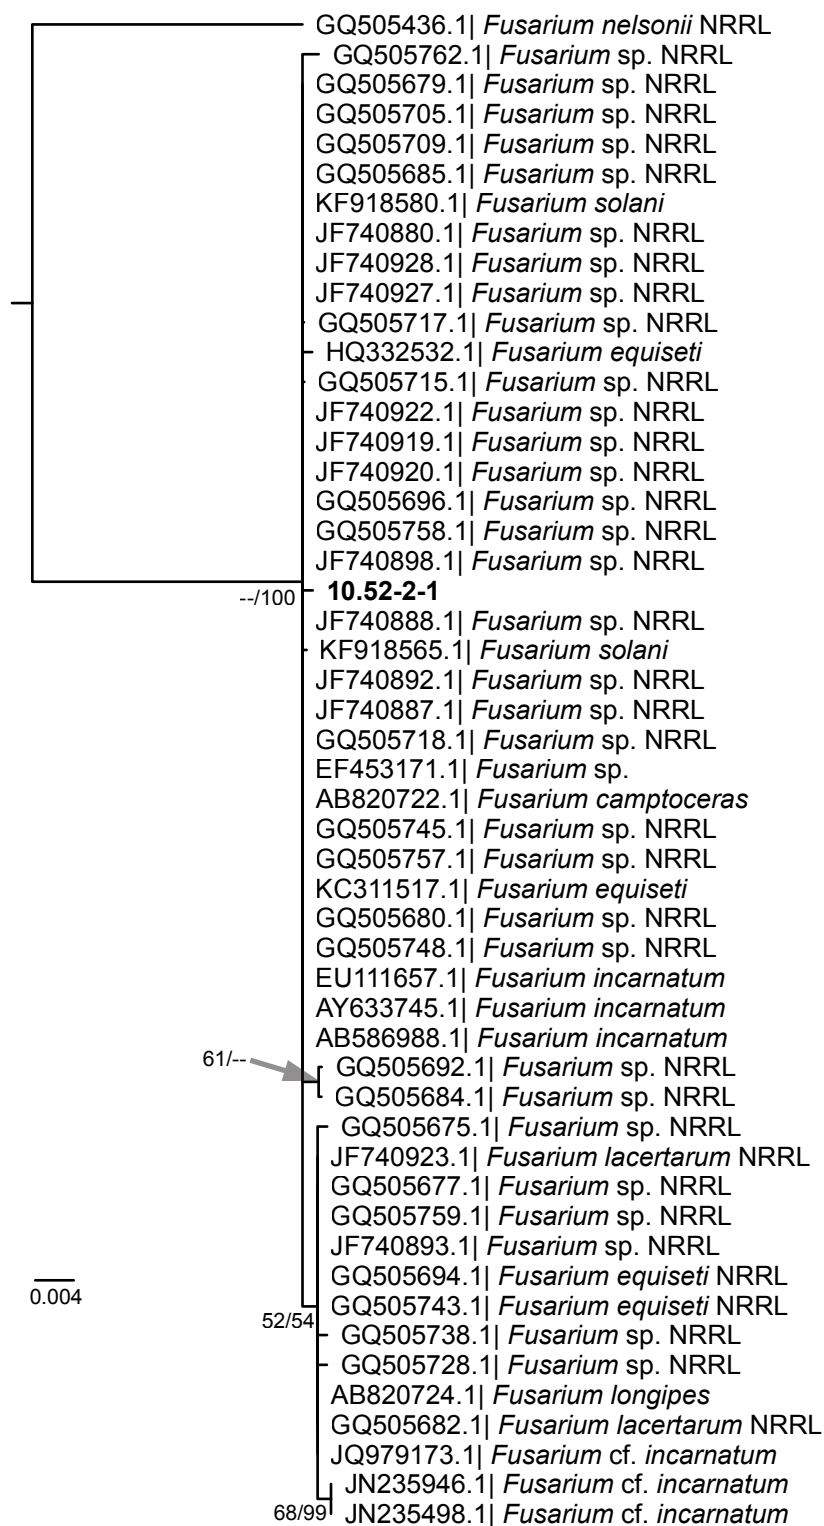 GQ505436.1| Fusarium nelsonii NRRL
GQ505762.1| Fusarium sp. NRRL
GQ505679.1| Fusarium sp. NRRL
GQ505705.1| Fusarium sp. NRRL
GQ505709.1| Fusarium sp. NRRL
GQ505685.1| Fusarium sp. NRRL
KF918580.1| Fusarium solani
JF740880.1| Fusarium sp. NRRL
JF740928.1| Fusarium sp. NRRL
JF740927.1| Fusarium sp. NRRL
GQ505717.1| Fusarium sp. NRRL
HQ332532.1| Fusarium equiseti
GQ505715.1| Fusarium sp. NRRL
JF740922.1| Fusarium sp. NRRL
JF740919.1| Fusarium sp. NRRL
JF740920.1| Fusarium sp. NRRL
GQ505696.1| Fusarium sp. NRRL
GQ505758.1| Fusarium sp. NRRL
JF740898.1| Fusarium sp. NRRL
--/100
10.52-2-1
JF740888.1| Fusarium sp. NRRL
KF918565.1| Fusarium solani
JF740892.1| Fusarium sp. NRRL
JF740887.1| Fusarium sp. NRRL
GQ505718.1| Fusarium sp. NRRL
EF453171.1| Fusarium sp.
AB820722.1| Fusarium camptoceras
GQ505745.1| Fusarium sp. NRRL
GQ505757.1| Fusarium sp. NRRL
KC311517.1| Fusarium equiseti
GQ505680.1| Fusarium sp. NRRL
GQ505748.1| Fusarium sp. NRRL
EU111657.1| Fusarium incarnatum
AY633745.1| Fusarium incarnatum
AB586988.1| Fusarium incarnatum
61/--
GQ505692.1| Fusarium sp. NRRL
GQ505684.1| Fusarium sp. NRRL
GQ505675.1| Fusarium sp. NRRL
JF740923.1| Fusarium lacertarum NRRL
GQ505677.1| Fusarium sp. NRRL
GQ505759.1| Fusarium sp. NRRL
JF740893.1| Fusarium sp. NRRL
GQ505694.1| Fusarium equiseti NRRL
0.004
GQ505743.1| Fusarium equiseti NRRL
52/54
GQ505738.1| Fusarium sp. NRRL
GQ505728.1| Fusarium sp. NRRL
AB820724.1| Fusarium longipes
GQ505682.1| Fusarium lacertarum NRRL
JQ979173.1| Fusarium cf. incarnatum
JN235946.1| Fusarium cf. incarnatum
68/99
JN235498.1| Fusarium cf. incarnatum